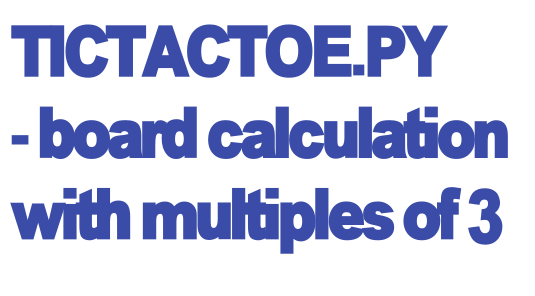 TICTACTOE.PY
- board calculation
with multiples of 3